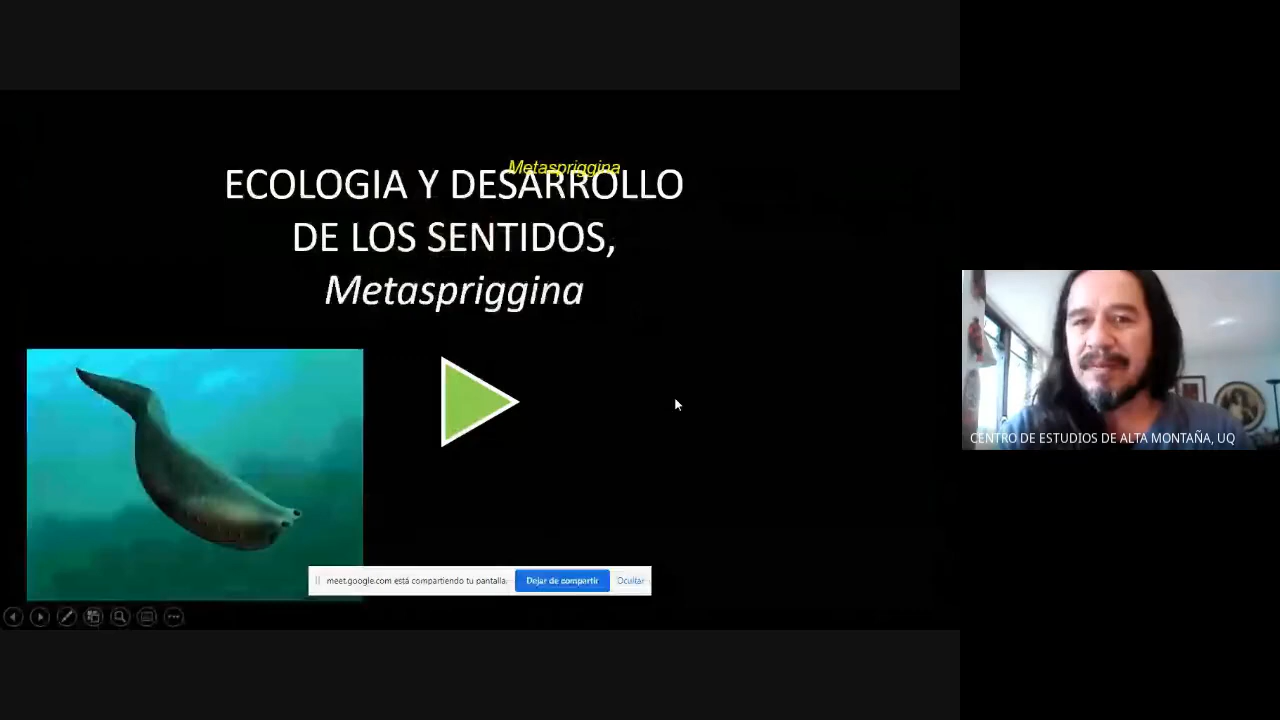 Metaspriggina
ECOLOGIA Y DESARROLLO
DE LOS SENTIDOS,
Metaspriggina
CENTRO DE ESTUDIOS DE ALTA MONTAÑA, UQ
meet.google.com está compartiendo tu pantalla. Dejar de compartir Ocultar